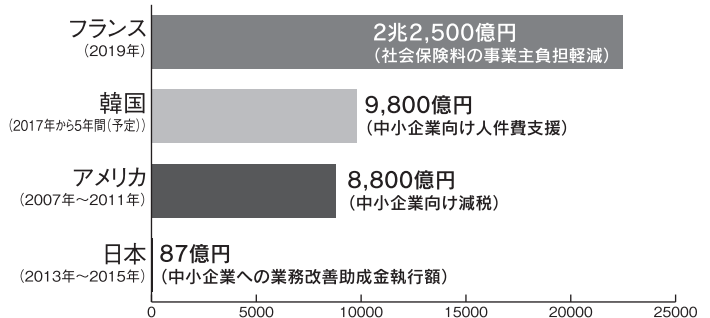 フランス
(2019年)
2兆2,500億円
(社会保険料の事業主負担軽減)
韓国
(2017年から5年間(予定))
9,800億円
(中小企業向け人件費支援)
アメリカ
(2007年～2011年)
8,800億円
(中小企業向け減税)
日本
(2013年～2015年)
87億円
(中小企業への業務改善助成金執行額)
0 5000 10000 15000 20000 25000